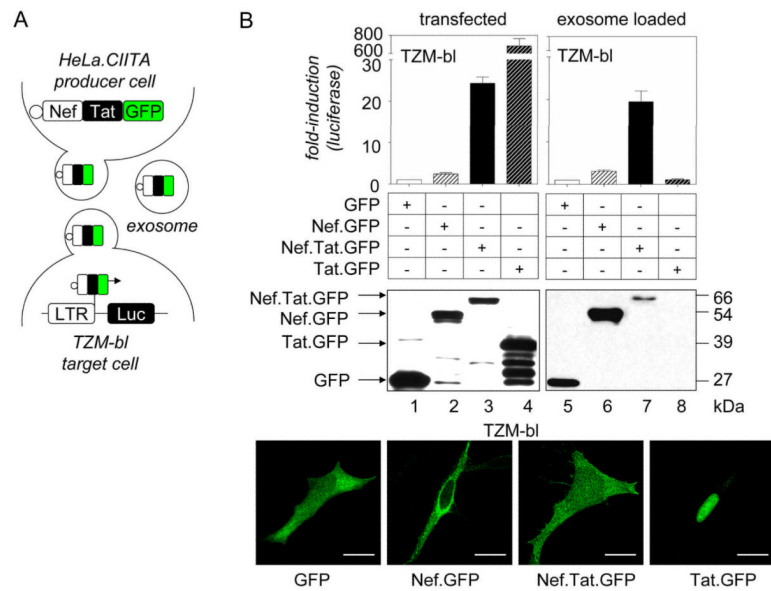 A
HeLa.CIITA
producer cell
Nef Tat GFP
exosome
LTR Luc
TZM-bl
target cell
B
transfected exosome loaded
fold-induction
(luciferase)
800
600
30
20
10
0
TZM-bl TZM-bl
GFP + - - - + - - -
Nef.GFP - + - - - + - -
Nef.Tat.GFP - - + - - - + -
Tat.GFP - - - + - - - +
Nef.Tat.GFP 66
Nef.GFP 54
Tat.GFP 39
GFP 27
1 2 3 4 5 6 7 8 kDa
TZM-bl
GFP Nef.GFP Nef.Tat.GFP Tat.GFP